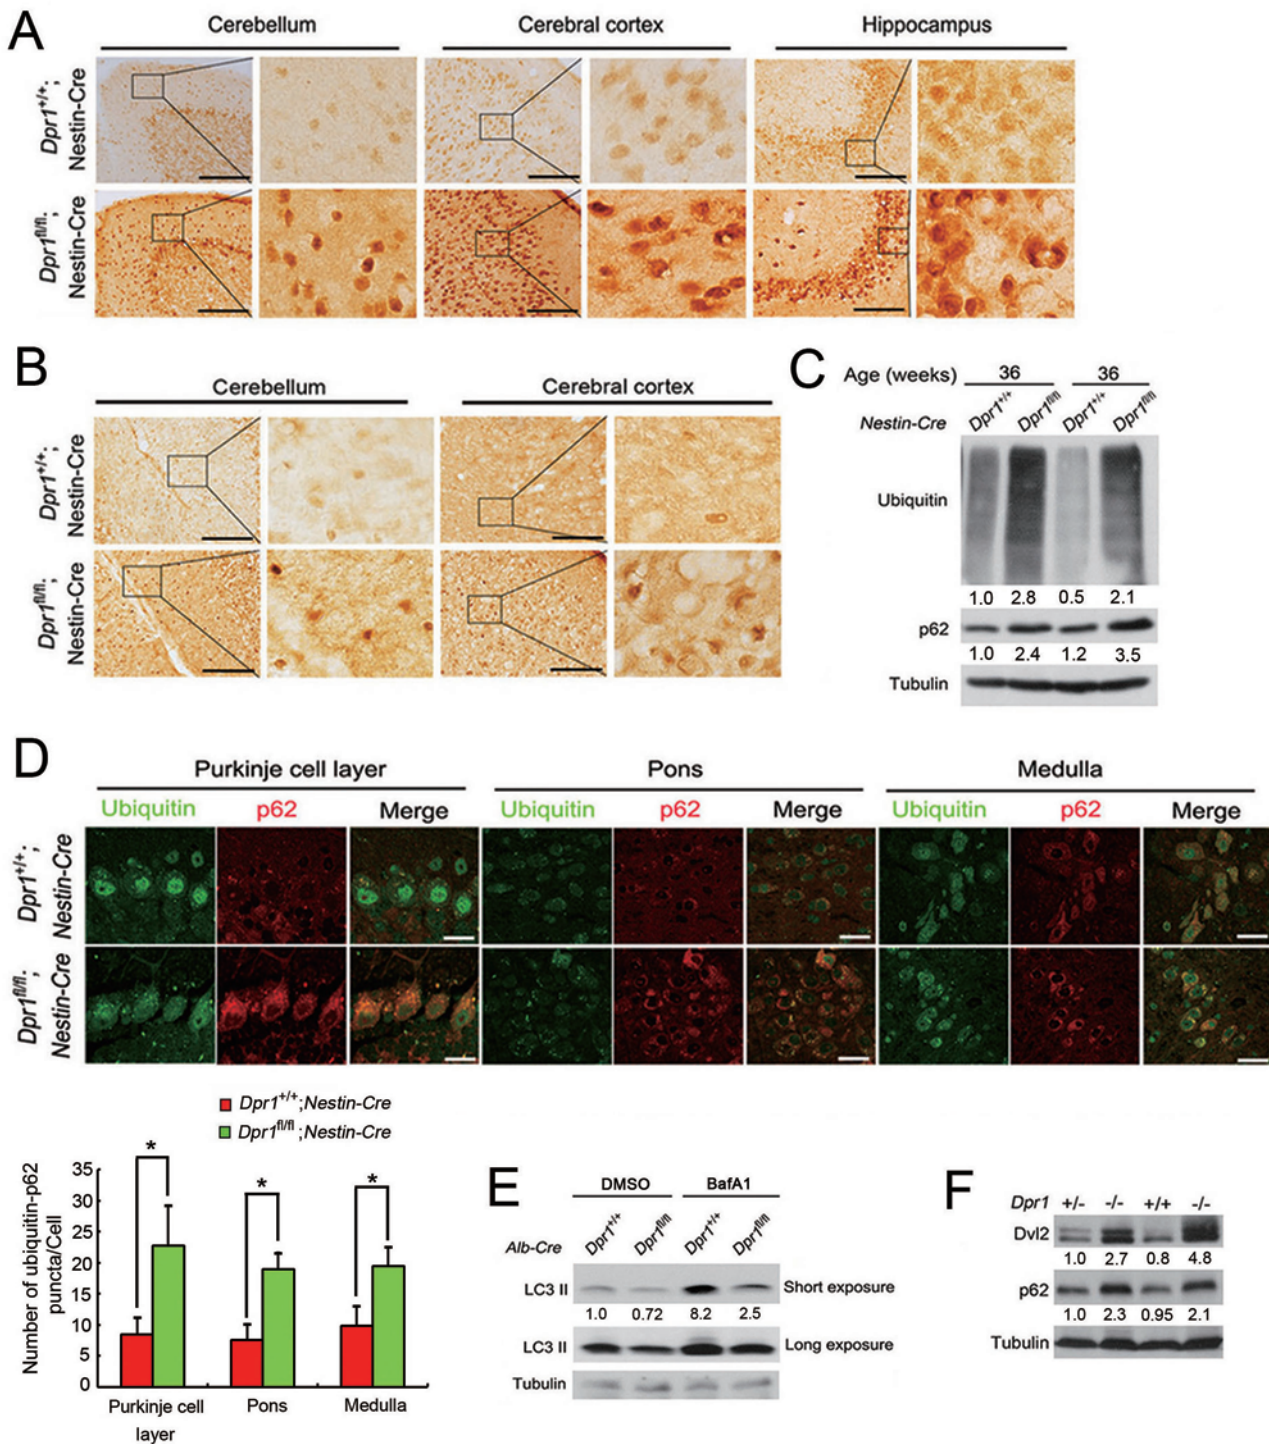 A
Cerebellum
Cerebral cortex
Hippocampus
Dpr1+/+;
Nestin-Cre
Dpr1fl/fl.
Nestin-Cre
B
Cerebellum
Cerebral cortex
Dpr1+/+;
Nestin-Cre
Dpr1fl/fl.
Nestin-Cre
C
Age (weeks) 36 36
Nestin-Cre Dpr1+/+ Dpr1fl/fl Dpr1+/+ Dpr1fl/fl
Ubiquitin
1.0 2.8 0.5 2.1
p62
1.0 2.4 1.2 3.5
Tubulin
D
Purkinje cell layer Pons Medulla
Ubiquitin p62 Merge Ubiquitin p62 Merge Ubiquitin p62 Merge
Dpr1+/+;
Nestin-Cre
Dpr1fl/fl;
Nestin-Cre
Dpr1+/+;Nestin-Cre
Dpr1fl/fl;Nestin-Cre
Number of ubiquitin-p62
puncta/Cell
35
30
25
20
15
10
5
0
* * *
Purkinje cell
layer
Pons
Medulla
E
DMSO BafA1
Alb-Cre Dpr1+/+ Dpr1fl/fl Dpr1+/+ Dpr1fl/fl
LC3 II Short exposure
1.0 0.72 8.2 2.5
LC3 II Long exposure
Tubulin
F
Dpr1 +/- -/- +/+ -/-
Dvl2
1.0 2.7 0.8 4.8
p62
1.0 2.3 0.95 2.1
Tubulin